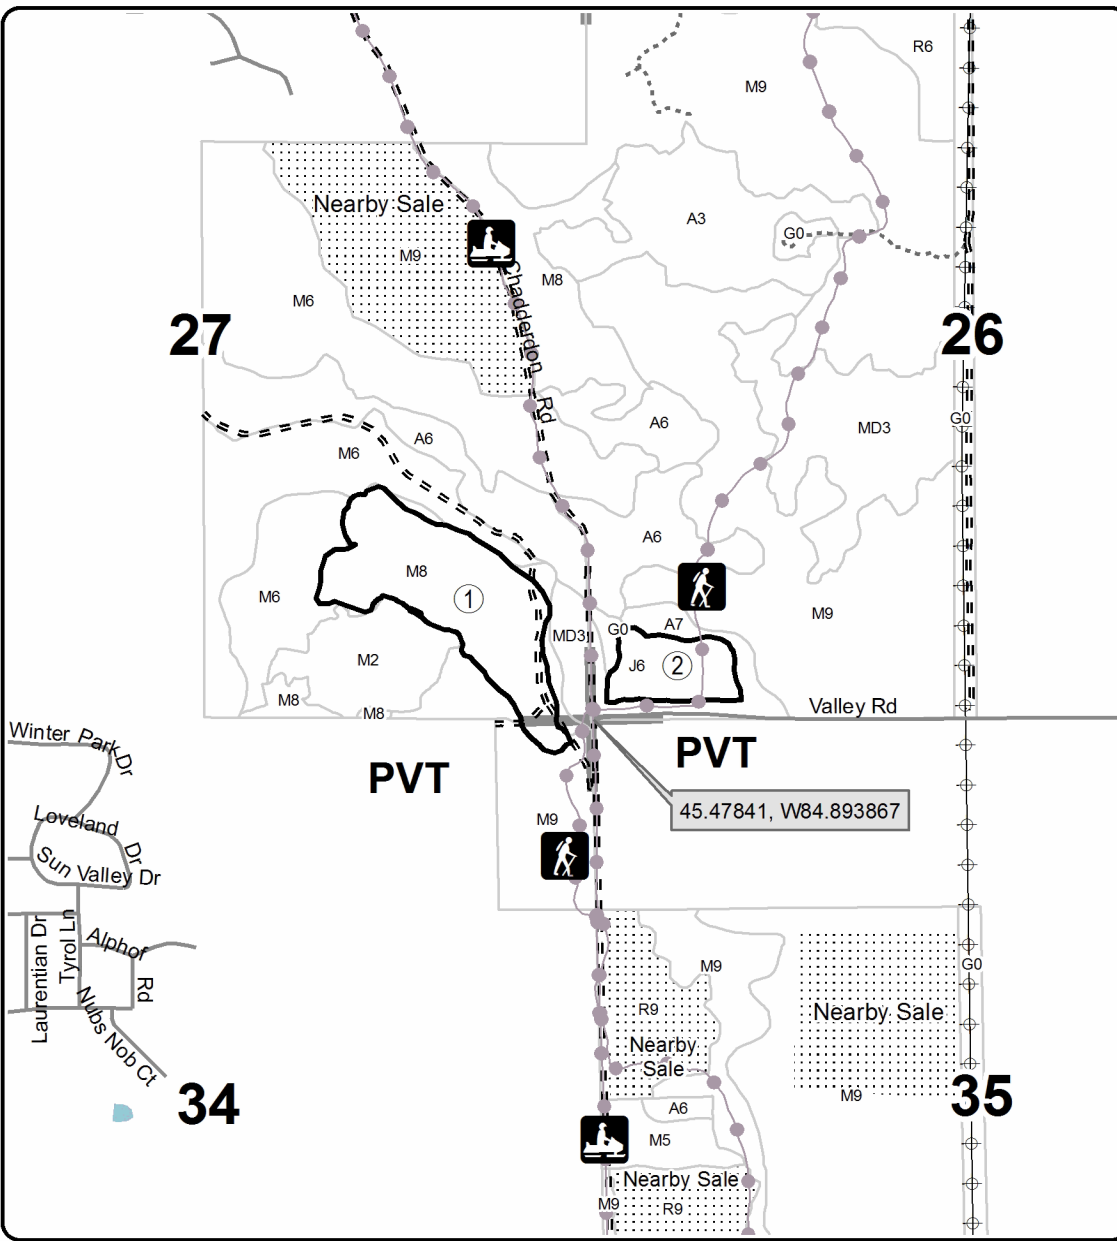 R6
M9
Nearby Sale
A3
G0
M9
M8
M6
Chadderdon Rd
27
26
G0
A6
MD3
A6
M6
A6
M8
1
M6
M9
A7
G0
MD3
J6
2
M2
M8
M8
Valley Rd
Winter Park Dr
PVT
PVT
45.47841, W84.893867
Loveland Dr
M9
Sun Valley Dr
Laurentian Dr
Tyrol Ln
Alphof Rd
M9
G0
Nubs Nob Ct
R9
Nearby Sale
Nearby
Sale
34
M9
35
A6
M5
Nearby Sale
M9
R9